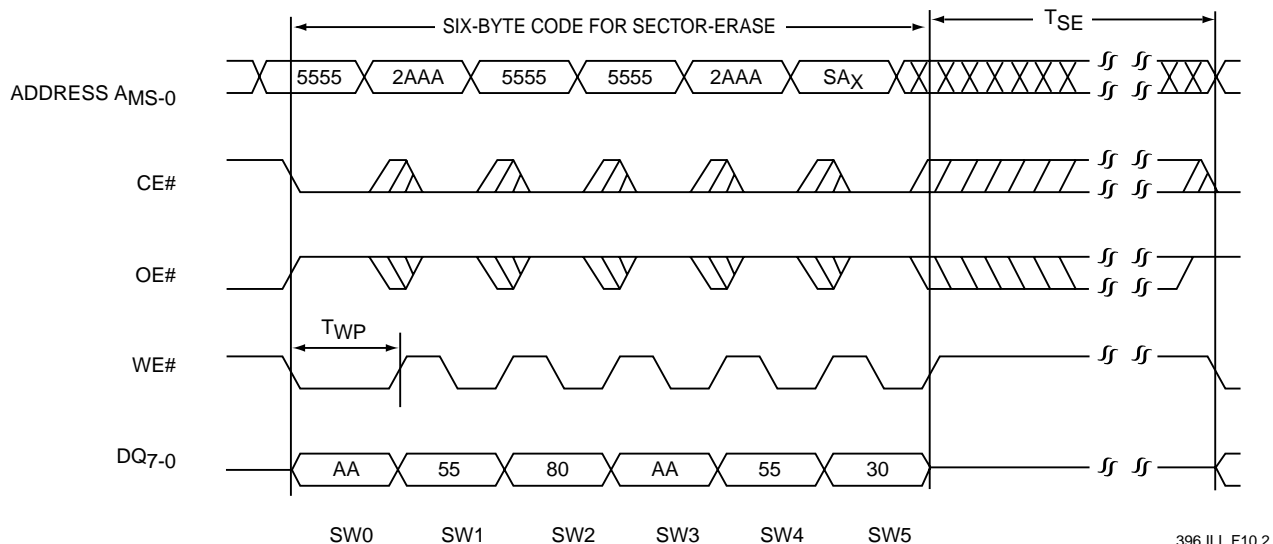 SIX-BYTE CODE FOR SECTOR-ERASE
TSE
ADDRESS AMS-0
5555 2AAA 5555 5555 2AAA SAX
CE#
OE#
TWP
WE#
DQ7-0
AA 55 80 AA 55 30
SW0 SW1 SW2 SW3 SW4 SW5
396 ILL F10.2